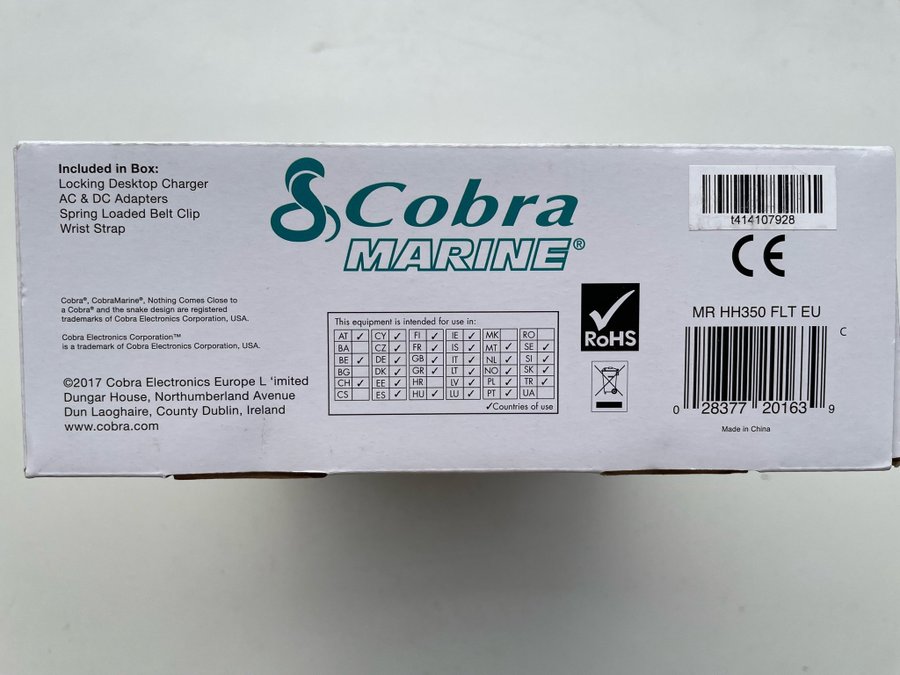 Included in Box:
Locking Desktop Charger
AC & DC Adapters
Spring Loaded Belt Clip
Wrist Strap
Cobra
MARINE®
t414107928
CE
Cobra®, CobraMarine®, Nothing Comes Close to
a Cobra® and the snake design are registered
trademarks of Cobra Electronics Corporation, USA.
Cobra Electronics Corporation™
is a trademark of Cobra Electronics Corporation, USA.
©2017 Cobra Electronics Europe L 'imited
Dungar House, Northumberland Avenue
Dun Laoghaire, County Dublin, Ireland
www.cobra.com
This equipment is intended for use in:
AT ✓ CY ✓ FI ✓ IE ✓ MK RO
BA CZ ✓ FR ✓ IS ✓ MT ✓ SE ✓
BE ✓ DE ✓ GB ✓ IT ✓ NL ✓ SI ✓
BG DK ✓ GR ✓ LT ✓ NO ✓ SK ✓
CH ✓ EE ✓ HR LV ✓ PL ✓ TR ✓
CS ES ✓ HU ✓ LU ✓ PT ✓ UA
✓Countries of use
RoHS
MR HH350 FLT EU
C
0 28377 20163 9
Made in China